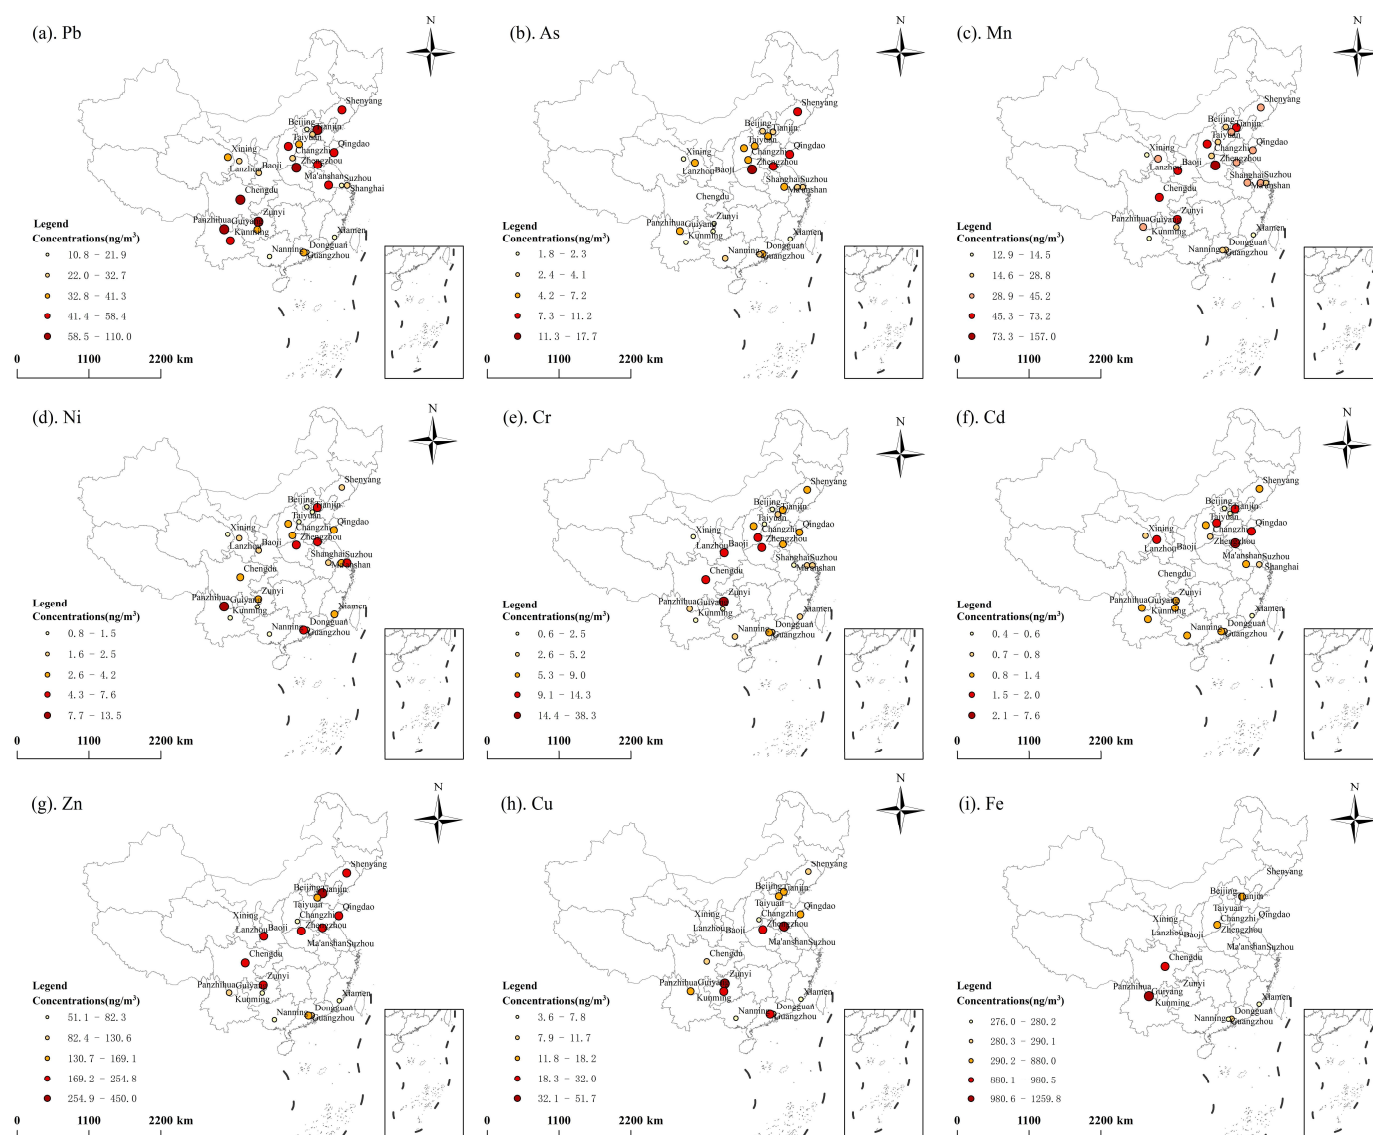 (a). Pb
N
Shenyang
Beijing
Tianjin
Taiyuan
Qingdao
Xining
Changzhi
Lanzhou
Baoji
Zhengzhou
Ma'anshan
Suzhou
Shanghai
Chengdu
Zunyi
Panzhihua
Guiyang
Kunming
Xiamen
Nanning
Dongguan
Guangzhou
Legend
Concentrations(ng/m³)
10.8 - 21.9
22.0 - 32.7
32.8 - 41.3
41.4 - 58.4
58.5 - 110.0
0 1100 2200 km
(b). As
N
Shenyang
Beijing
Tianjin
Taiyuan
Qingdao
Xining
Changzhi
Lanzhou
Baoji
Zhengzhou
Shanghai
Suzhou
Ma'anshan
Chengdu
Zunyi
Panzhihua
Guiyang
Kunming
Xiamen
Nanning
Dongguan
Guangzhou
Legend
Concentrations(ng/m³)
1.8 - 2.3
2.4 - 4.1
4.2 - 7.2
7.3 - 11.2
11.3 - 17.7
0 1100 2200 km
(c). Mn
N
Shenyang
Beijing
Tianjin
Taiyuan
Qingdao
Xining
Changzhi
Lanzhou
Baoji
Zhengzhou
Shanghai
Suzhou
Ma'anshan
Chengdu
Zunyi
Panzhihua
Guiyang
Kunming
Xiamen
Nanning
Dongguan
Guangzhou
Legend
Concentrations(ng/m³)
12.9 - 14.5
14.6 - 28.8
28.9 - 45.2
45.3 - 73.2
73.3 - 157.0
0 1100 2200 km
(d). Ni
N
Shenyang
Beijing
Tianjin
Taiyuan
Qingdao
Xining
Changzhi
Lanzhou
Baoji
Zhengzhou
Shanghai
Suzhou
Ma'anshan
Chengdu
Zunyi
Panzhihua
Guiyang
Kunming
Xiamen
Nanning
Dongguan
Guangzhou
Legend
Concentrations(ng/m³)
0.8 - 1.5
1.6 - 2.5
2.6 - 4.2
4.3 - 7.6
7.7 - 13.5
0 1100 2200 km
(e). Cr
N
Shenyang
Beijing
Tianjin
Taiyuan
Qingdao
Xining
Changzhi
Lanzhou
Baoji
Zhengzhou
Shanghai
Suzhou
Ma'anshan
Chengdu
Zunyi
Panzhihua
Guiyang
Kunming
Xiamen
Nanning
Dongguan
Guangzhou
Legend
Concentrations(ng/m³)
0.6 - 2.5
2.6 - 5.2
5.3 - 9.0
9.1 - 14.3
14.4 - 38.3
0 1100 2200 km
(f). Cd
N
Shenyang
Beijing
Tianjin
Taiyuan
Qingdao
Xining
Changzhi
Lanzhou
Baoji
Zhengzhou
Ma'anshan
Suzhou
Shanghai
Chengdu
Zunyi
Panzhihua
Guiyang
Kunming
Xiamen
Nanning
Dongguan
Guangzhou
Legend
Concentrations(ng/m³)
0.4 - 0.6
0.7 - 0.8
0.8 - 1.4
1.5 - 2.0
2.1 - 7.6
0 1100 2200 km
(g). Zn
N
Shenyang
Beijing
Tianjin
Taiyuan
Qingdao
Xining
Changzhi
Lanzhou
Baoji
Zhengzhou
Ma'anshan
Suzhou
Chengdu
Zunyi
Panzhihua
Guiyang
Kunming
Xiamen
Nanning
Dongguan
Guangzhou
Legend
Concentrations(ng/m³)
51.1 - 82.3
82.4 - 130.6
130.7 - 169.1
169.2 - 254.8
254.9 - 450.0
0 1100 2200 km
(h). Cu
N
Shenyang
Beijing
Tianjin
Taiyuan
Qingdao
Xining
Changzhi
Lanzhou
Baoji
Zhengzhou
Ma'anshan
Suzhou
Chengdu
Zunyi
Panzhihua
Guiyang
Kunming
Xiamen
Nanning
Dongguan
Guangzhou
Legend
Concentrations(ng/m³)
3.6 - 7.8
7.9 - 11.7
11.8 - 18.2
18.3 - 32.0
32.1 - 51.7
0 1100 2200 km
(i). Fe
N
Shenyang
Beijing
Tianjin
Taiyuan
Qingdao
Xining
Changzhi
Lanzhou
Baoji
Zhengzhou
Ma'anshan
Suzhou
Chengdu
Zunyi
Panzhihua
Guiyang
Kunming
Xiamen
Nanning
Dongguan
Guangzhou
Legend
Concentrations(ng/m³)
276.0 - 280.2
280.3 - 290.1
290.2 - 880.0
880.1 980.5
980.6 - 1259.8
0 1100 2200 km